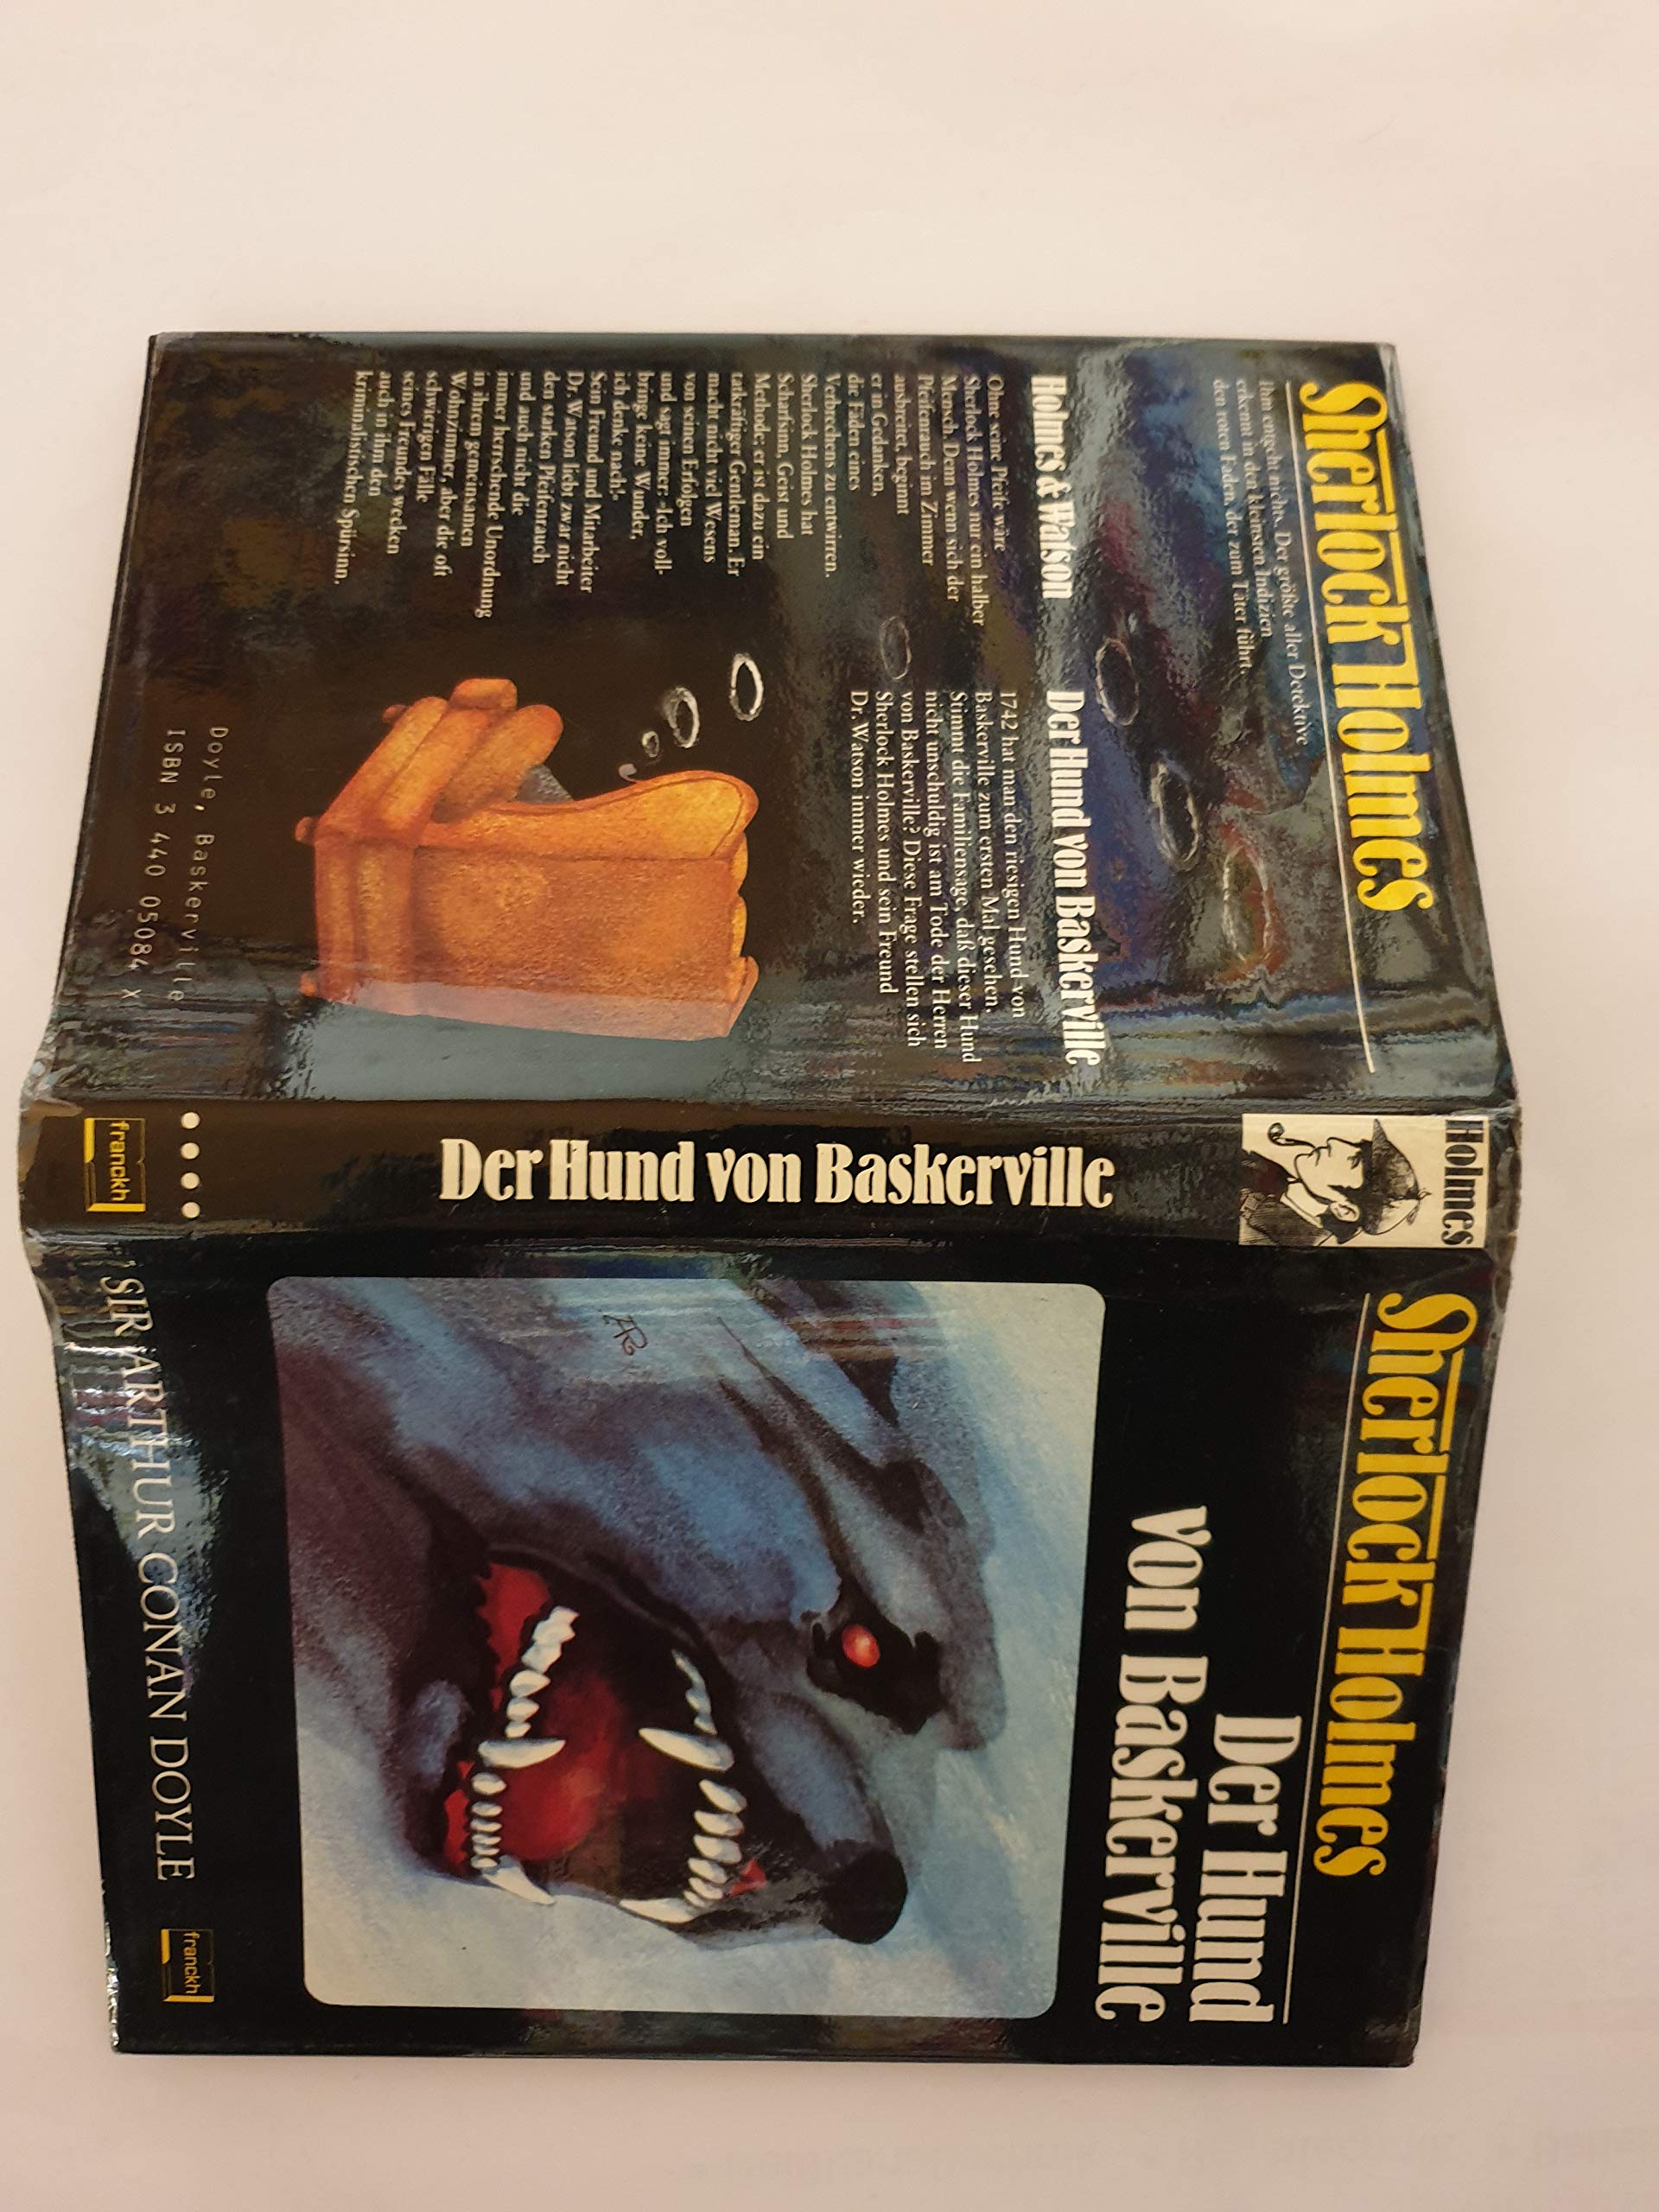 Sherlock Holmes
Ihm entgeht nichts. Der größte aller Detektive
erkennt in den kleinsten Indizien
den roten Faden, der zum Täter führt.
Holmes & Watson
Ohne seine Pfeife wäre
Sherlock Holmes nur ein halber
Mensch. Denn wenn sich der
Pfeifenrauch im Zimmer
ausbreitet, beginnt
er in Gedanken,
die Fäden eines
Verbrechens zu entwirren.
Sherlock Holmes hat
Scharfsinn, Geist und
Methode; er ist dazu ein
tatkräftiger Gentleman. Er
macht nicht viel Wesens
von seinen Erfolgen
und sagt immer: ›Ich voll-
bringe keine Wunder,
ich denke nach‹.
Sein Freund und Mitarbeiter
Dr. Watson liebt zwar nicht
den starken Pfeifenrauch
und auch nicht die
immer herrschende Unordnung
in ihrem gemeinsamen
Wohnzimmer, aber die oft
schwierigen Fälle
seines Freundes wecken
auch in ihm den
kriminalistischen Spürsinn.
Der Hund von Baskerville
1742 hat man den riesigen Hund von
Baskerville zum ersten Mal gesehen.
Stimmt die Familiensage, daß dieser Hund
nicht unschuldig ist am Tode der Herren
von Baskerville? Diese Frage stellen sich
Sherlock Holmes und sein Freund
Dr. Watson immer wieder.
Doyle, Baskerville
ISBN 3 440 05084 X
Holmes
Der Hund von Baskerville
franckh
Sherlock Holmes
Der Hund
von Baskerville
SIR ARTHUR CONAN DOYLE
franckh